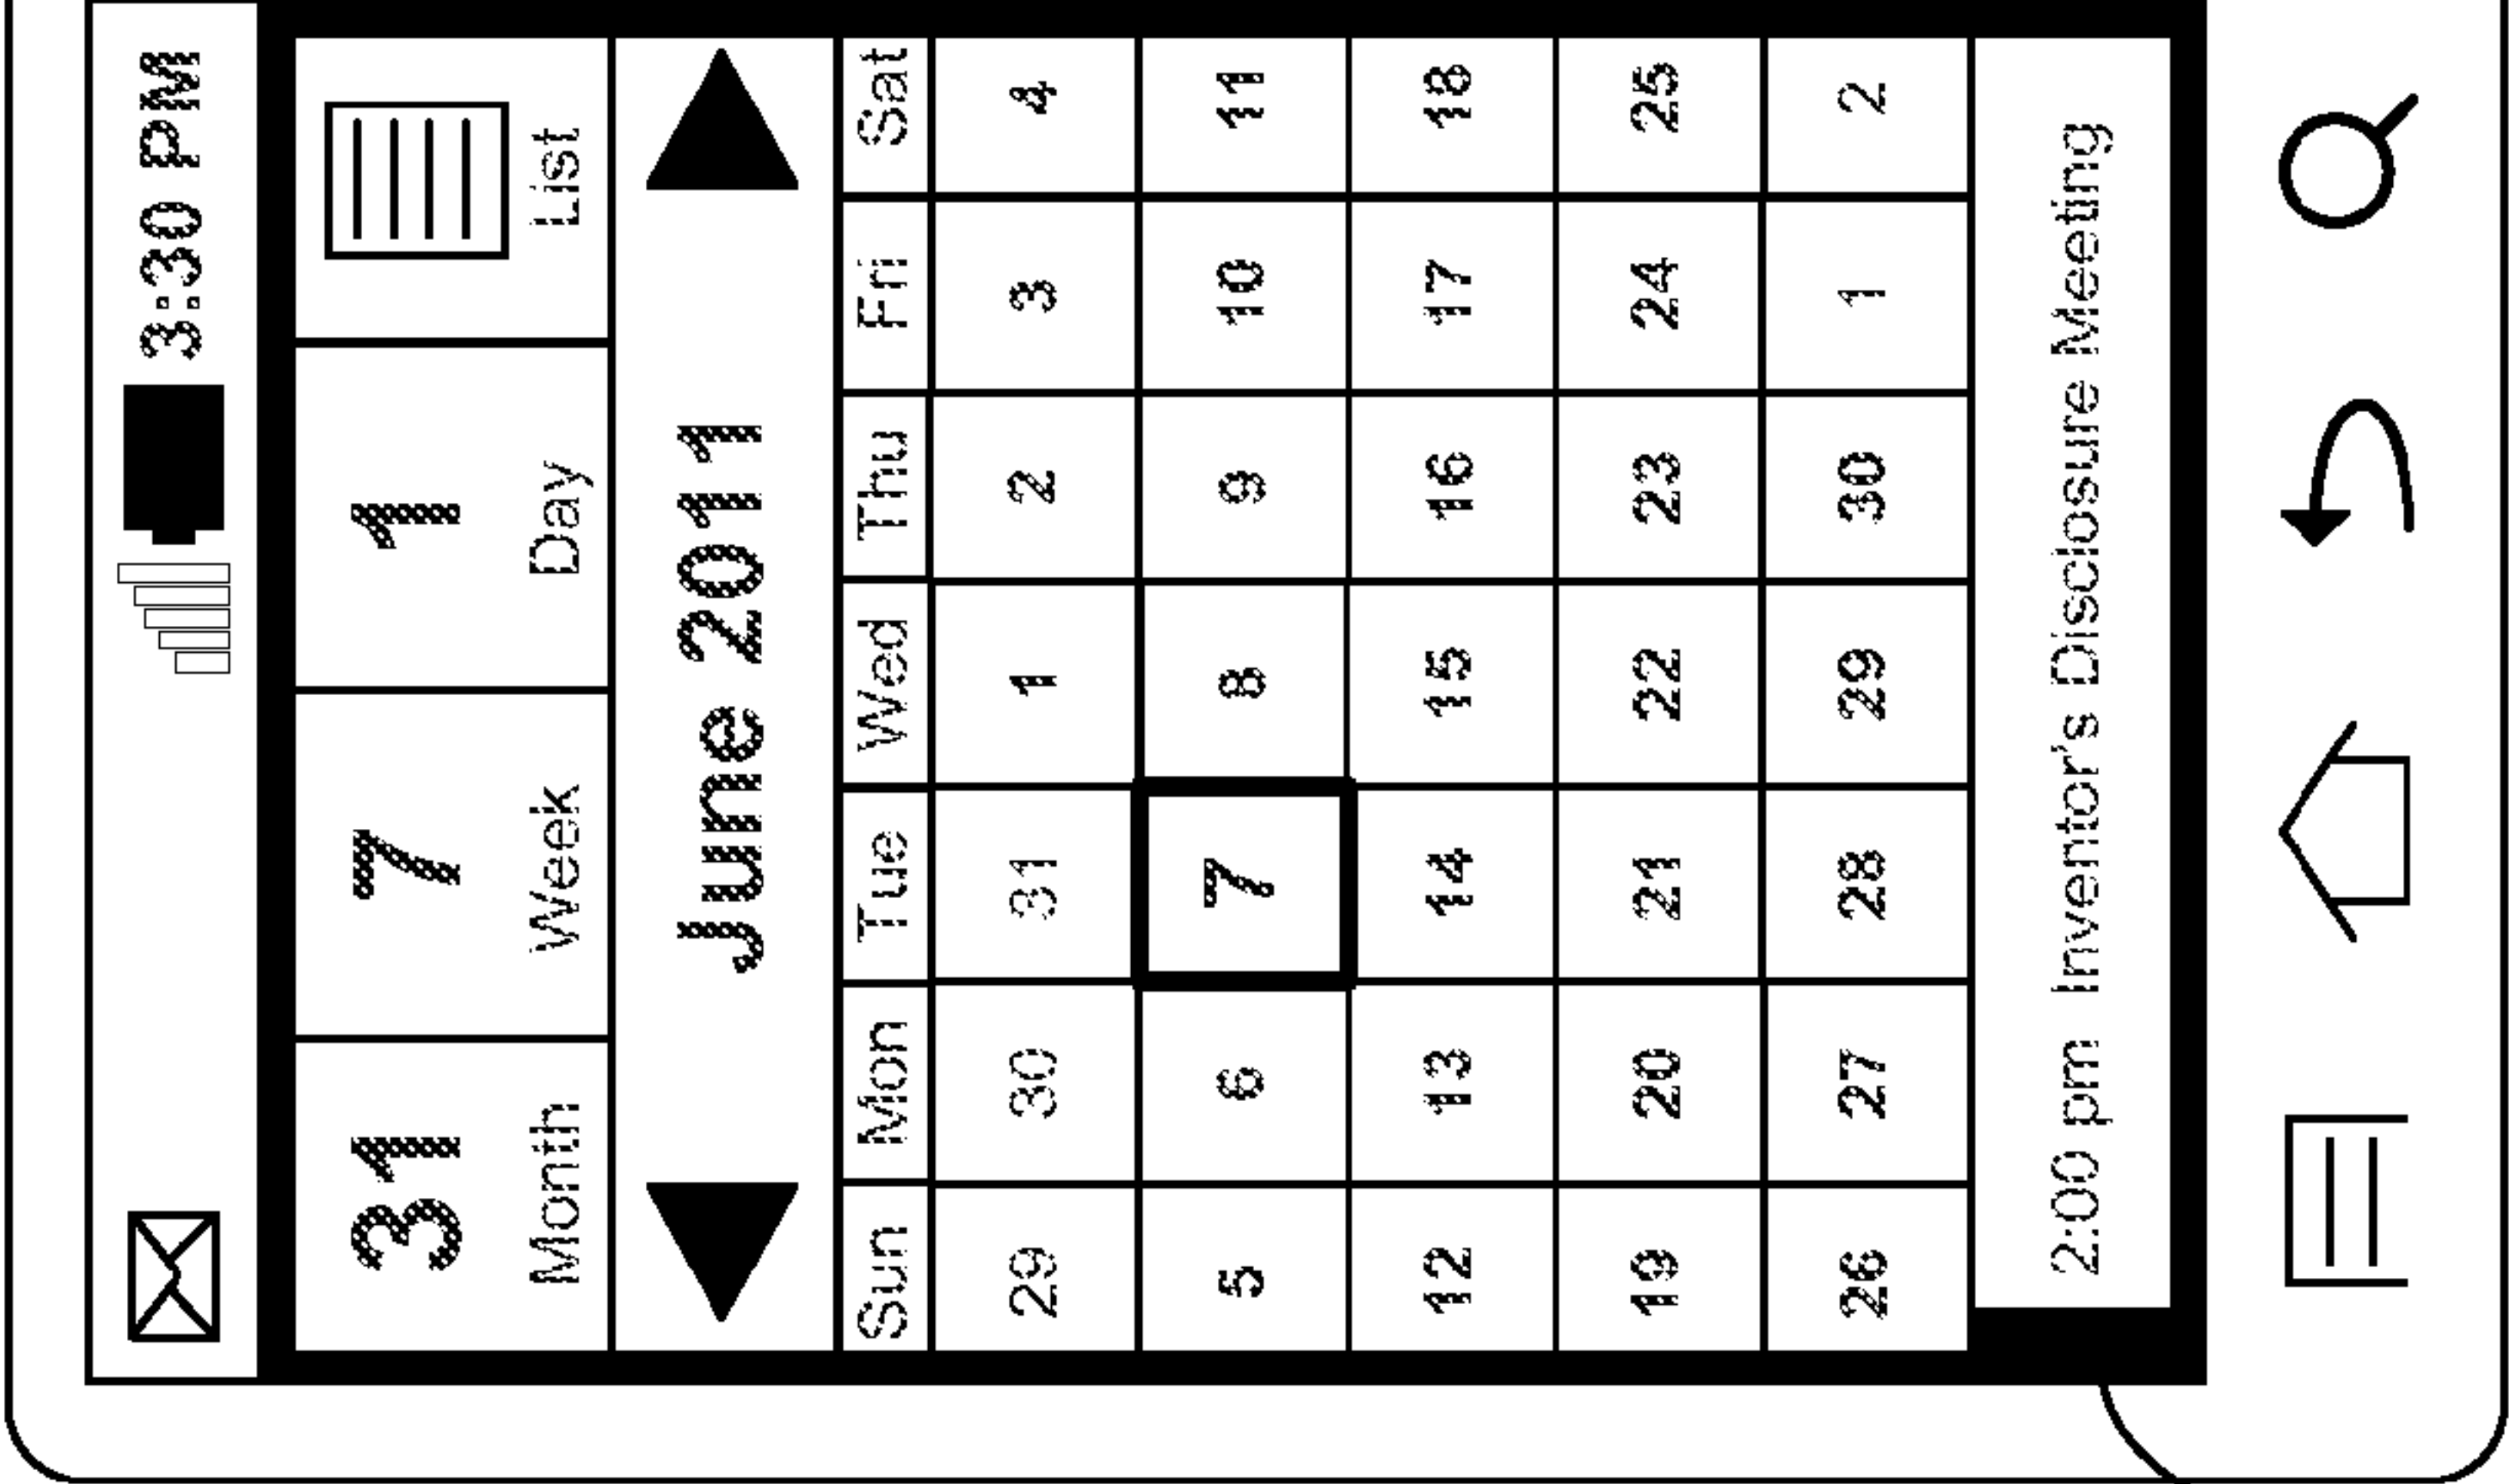 3:30 PM
31 7 1
Month Week Day List
June 2011
Sun Mon Tue Wed Thu Fri Sat
29 30 31 1 2 3 4
5 6 7 8 9 10 11
12 13 14 15 16 17 18
19 20 21 22 23 24 25
26 27 28 29 30 1 2
2:00 pm Inventor's Disclosure Meeting